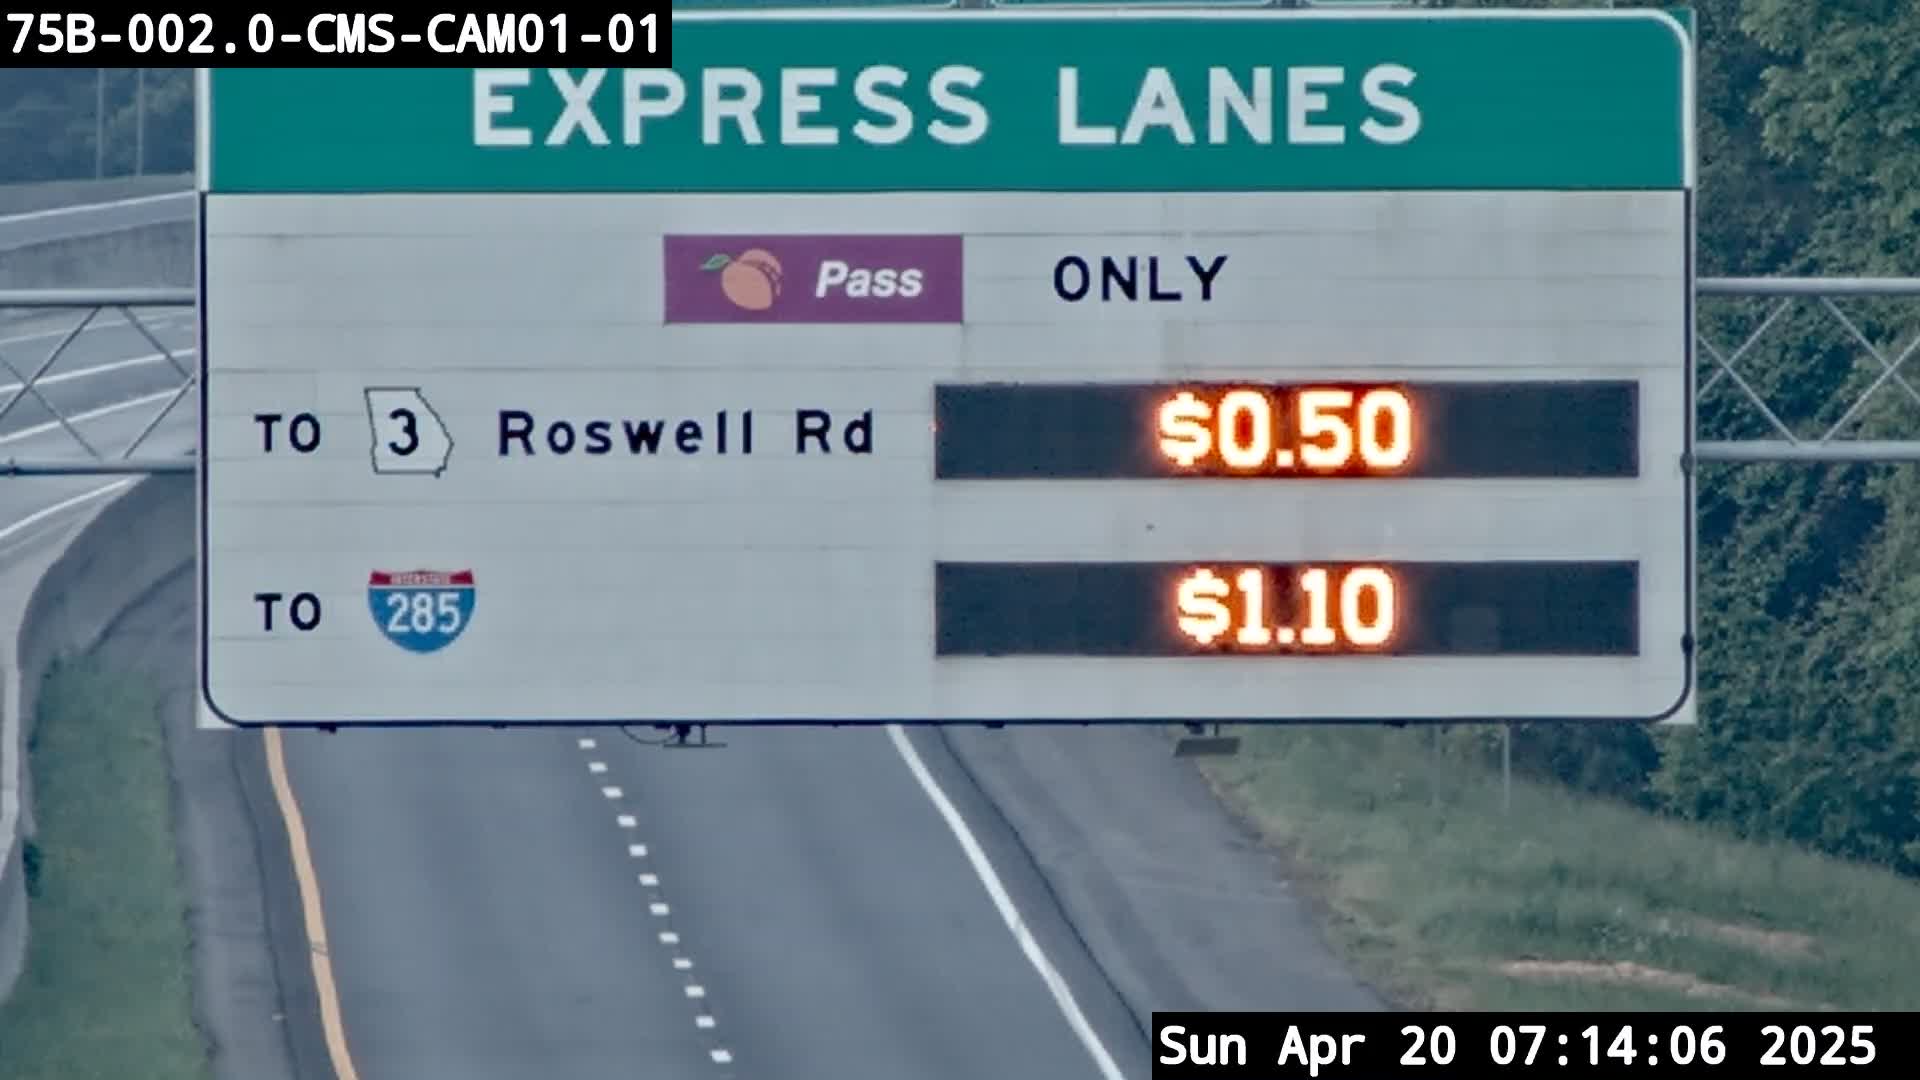 75B-002.0-CMS-CAM01-01
EXPRESS LANES
Pass ONLY
TO 3 Roswell Rd $0.50
TO 285 $1.10
Sun Apr 20 07:14:06 2025